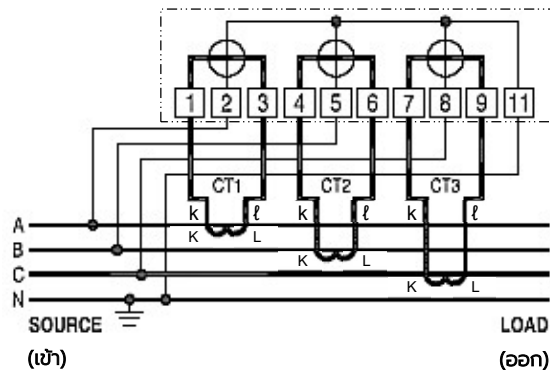 1 2 3 4 5 6 7 8 9 11
CT1 CT2 CT3
k ℓ k ℓ k ℓ
A K L
B K L
C K L
N
SOURCE LOAD
(เข้า) (ออก)